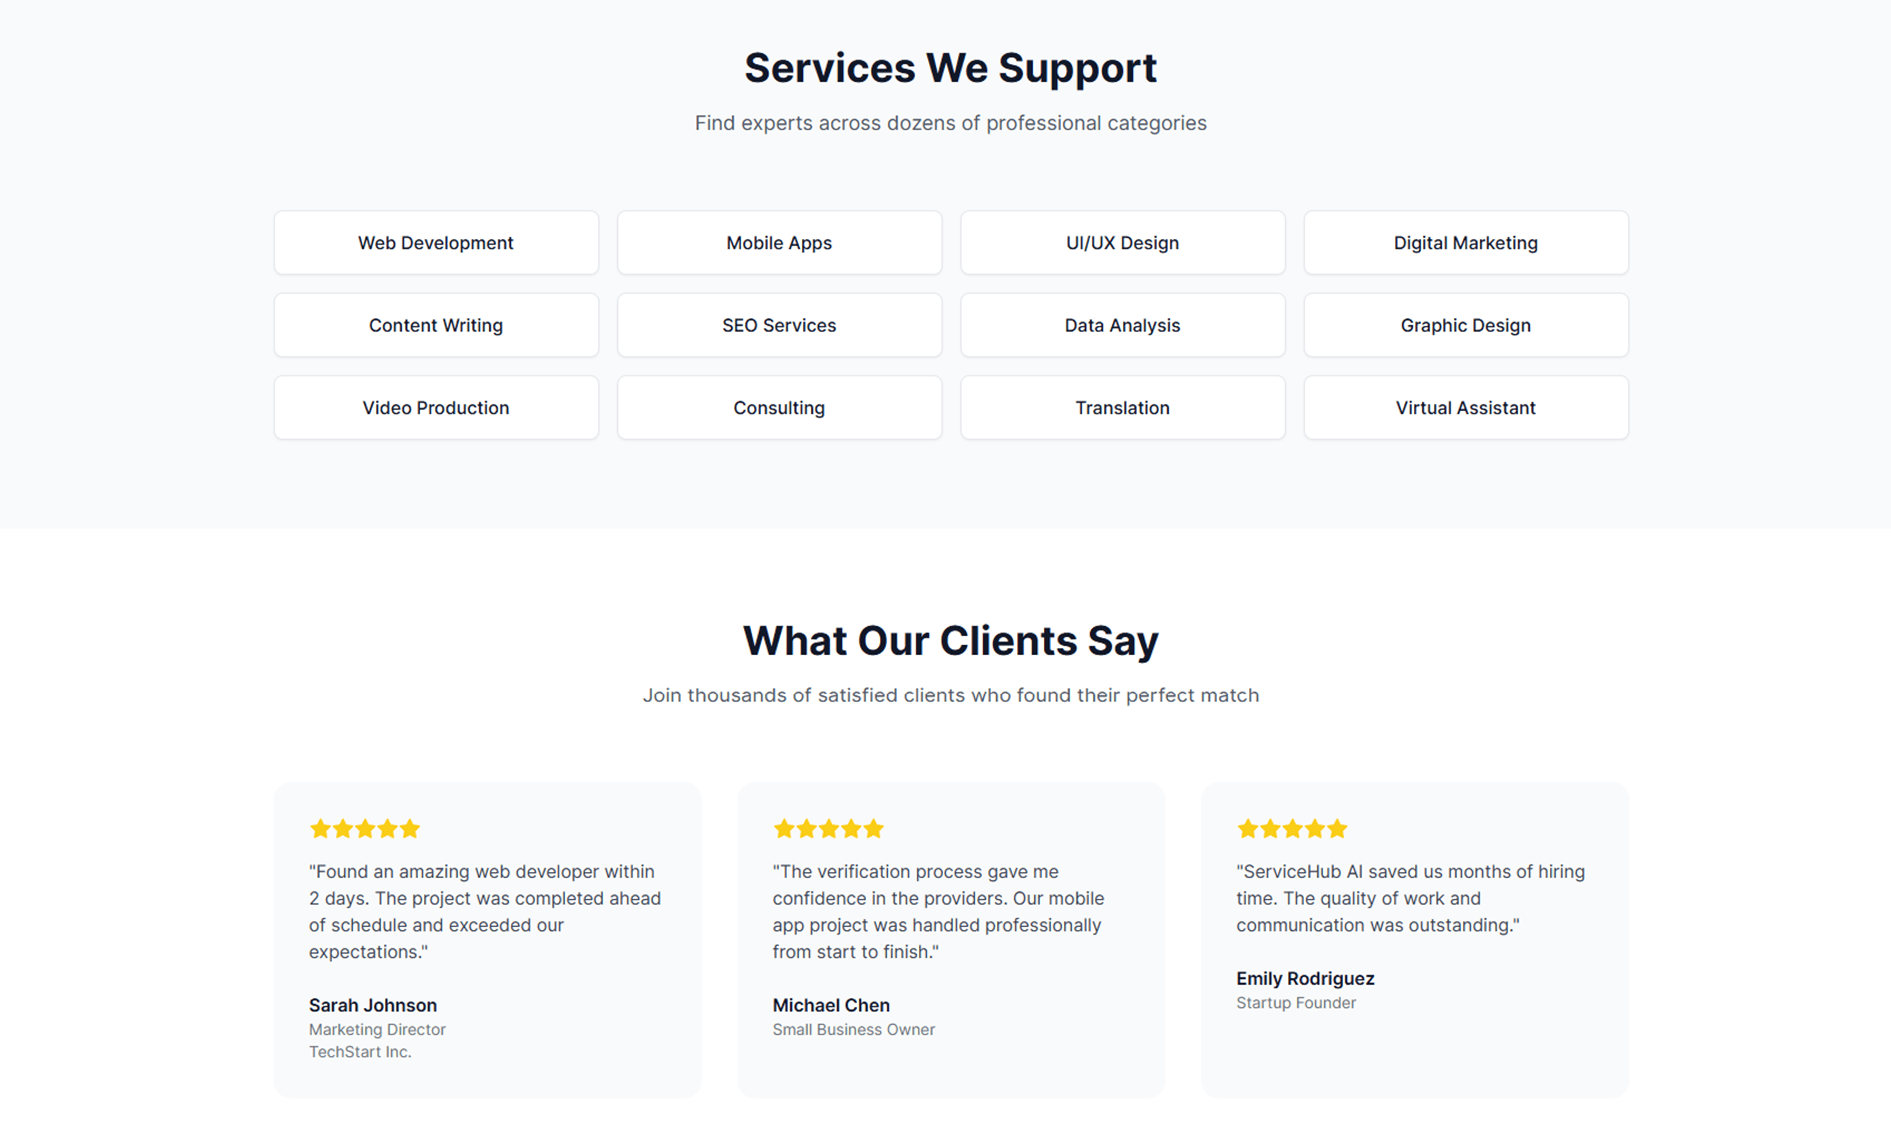 Services We Support
Find experts across dozens of professional categories
Web Development
Mobile Apps
UI/UX Design
Digital Marketing
Content Writing
SEO Services
Data Analysis
Graphic Design
Video Production
Consulting
Translation
Virtual Assistant
What Our Clients Say
Join thousands of satisfied clients who found their perfect match
"Found an amazing web developer within
2 days. The project was completed ahead
of schedule and exceeded our
expectations."
Sarah Johnson
Marketing Director
TechStart Inc.
"The verification process gave me
confidence in the providers. Our mobile
app project was handled professionally
from start to finish."
Michael Chen
Small Business Owner
"ServiceHub AI saved us months of hiring
time. The quality of work and
communication was outstanding."
Emily Rodriguez
Startup Founder